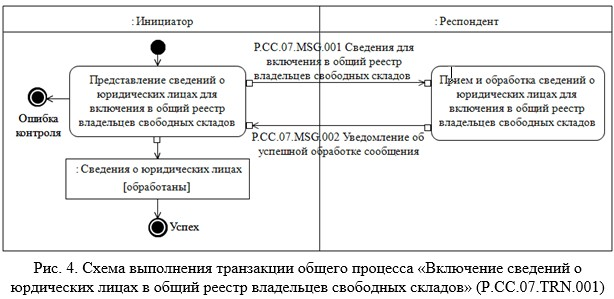 : Инициатор
: Респондент
P.CC.07.MSG.001 Сведения для
включения в общий реестр
владельцев свободных складов
Представление сведений о
юридических лицах для
включения в общий реестр
владельцев свободных складов
Прием и обработка сведений о
юридических лицах для
включения в общий реестр
владельцев свободных складов
Ошибка
контроля
P.CC.07.MSG.002 Уведомление об
успешной обработке сообщения
: Сведения о юридических лицах
[обработаны]
Успех
Рис. 4. Схема выполнения транзакции общего процесса «Включение сведений о
юрдических лицах в общий реестр владельцев свободных складов» (P.CC.07.TRN.001)